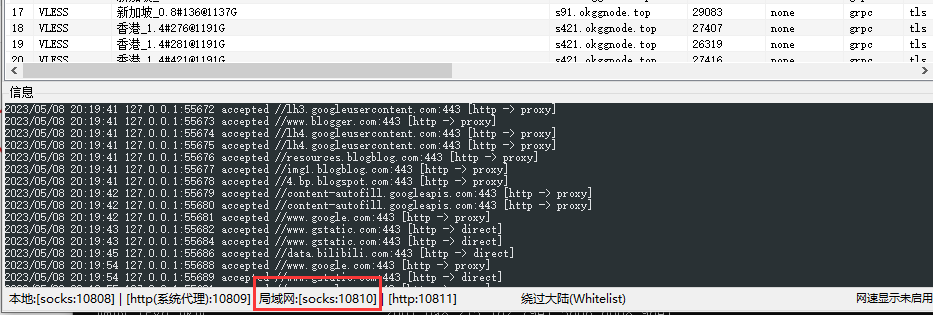 17 VLESS 新加坡_0.8#136@1137G s91.okggnode.top 29083 none grpc tls
18 VLESS 香港_1.4#276@1191G s421.okggnode.top 27407 none grpc tls
19 VLESS 香港_1.4#281@1191G s421.okggnode.top 26319 none grpc tls
20 VLESS 香港_1.4#421@1191G s421.okggnode.top 27416 none grpc tls
信息
2023/05/08 20:19:41 127.0.0.1:55672 accepted //lh3.googleusercontent.com:443 [http -> proxy]
2023/05/08 20:19:41 127.0.0.1:55673 accepted //www.blogger.com:443 [http -> proxy]
2023/05/08 20:19:41 127.0.0.1:55674 accepted //lh4.googleusercontent.com:443 [http -> proxy]
2023/05/08 20:19:41 127.0.0.1:55675 accepted //lh4.googleusercontent.com:443 [http -> proxy]
2023/05/08 20:19:41 127.0.0.1:55676 accepted //resources.blogblog.com:443 [http -> proxy]
2023/05/08 20:19:41 127.0.0.1:55677 accepted //img1.blogblog.com:443 [http -> proxy]
2023/05/08 20:19:41 127.0.0.1:55678 accepted //4.bp.blogspot.com:443 [http -> proxy]
2023/05/08 20:19:42 127.0.0.1:55679 accepted //content-autofill.googleapis.com:443 [http -> proxy]
2023/05/08 20:19:42 127.0.0.1:55680 accepted //content-autofill.googleapis.com:443 [http -> proxy]
2023/05/08 20:19:42 127.0.0.1:55681 accepted //www.google.com:443 [http -> proxy]
2023/05/08 20:19:43 127.0.0.1:55682 accepted //www.gstatic.com:443 [http -> direct]
2023/05/08 20:19:43 127.0.0.1:55684 accepted //www.gstatic.com:443 [http -> direct]
2023/05/08 20:19:45 127.0.0.1:55686 accepted //data.bilibili.com:443 [http -> direct]
2023/05/08 20:19:54 127.0.0.1:55688 accepted //www.google.com:443 [http -> proxy]
2023/05/08 20:19:54 127.0.0.1:55689 accepted //www.gstatic.com:443 [http -> direct]
本地:[socks:10808] | [http(系统代理):10809] 局域网:[socks:10810] | [http:10811] 绕过大陆(Whitelist) 网速显示未启用